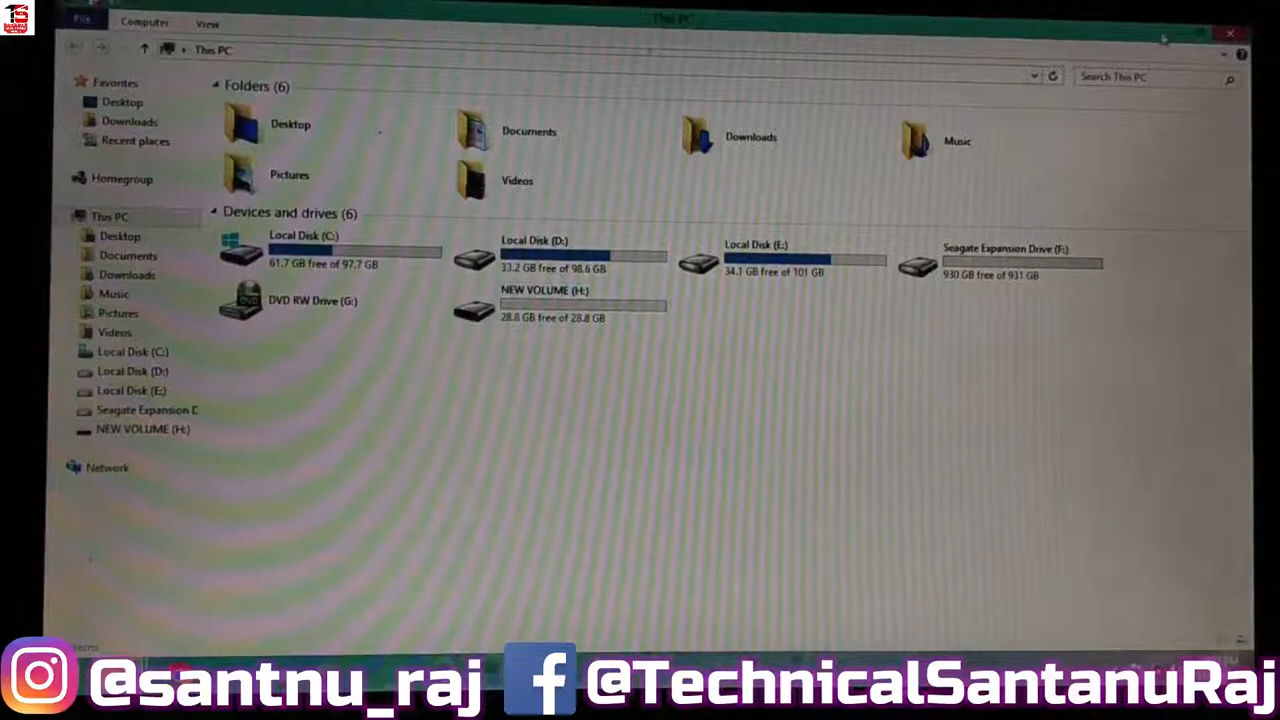 TS
This PC
File Computer View
This PC
Search This PC
Favorites
Desktop
Downloads
Recent places
Homegroup
This PC
Desktop
Documents
Downloads
Music
Pictures
Videos
Local Disk (C:)
Local Disk (D:)
Local Disk (E:)
Seagate Expansion D
NEW VOLUME (H:)
Network
Folders (6)
Desktop
Documents
Downloads
Music
Pictures
Videos
Devices and drives (6)
Local Disk (C:)
61.7 GB free of 97.7 GB
Local Disk (D:)
33.2 GB free of 98.6 GB
Local Disk (E:)
34.1 GB free of 101 GB
Seagate Expansion Drive (F:)
930 GB free of 931 GB
DVD RW Drive (G:)
DVD
NEW VOLUME (H:)
28.8 GB free of 28.8 GB
@santnu_raj
@TechnicalSantanuRaj